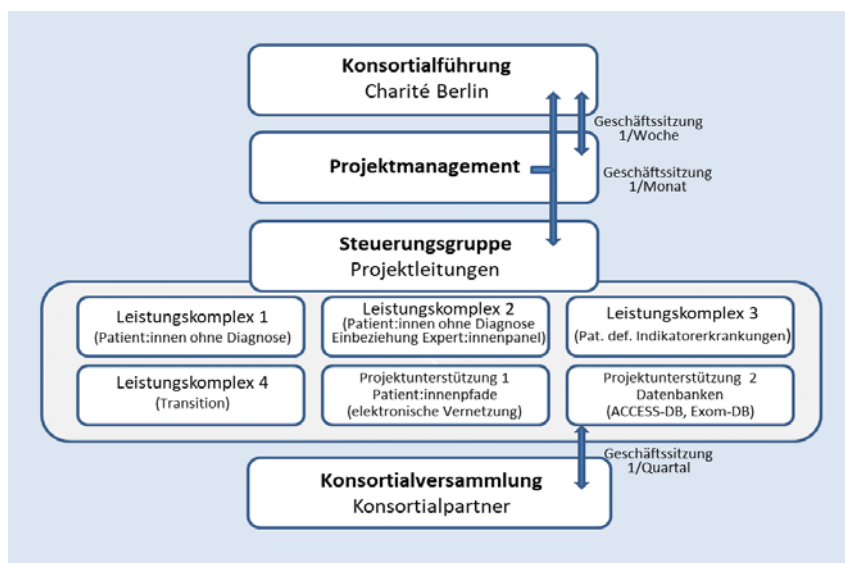 Konsortialführung
Charité Berlin
Geschäftssitzung
1/Woche
Projektmanagement
Geschäftssitzung
1/Monat
Steuerungsgruppe
Projektleitungen
Leistungskomplex 1
(Patient:innen ohne Diagnose)
Leistungskomplex 2
(Patient:innen ohne Diagnose
Einbeziehung Expert:innenpanel)
Leistungskomplex 3
(Pat. def. Indikatorerkrankungen)
Leistungskomplex 4
(Transition)
Projektunterstützung 1
Patient:innenpfade
(elektronische Vernetzung)
Projektunterstützung 2
Datenbanken
(ACCESS-DB, Exom-DB)
Geschäftssitzung
1/Quartal
Konsortialversammlung
Konsortialpartner